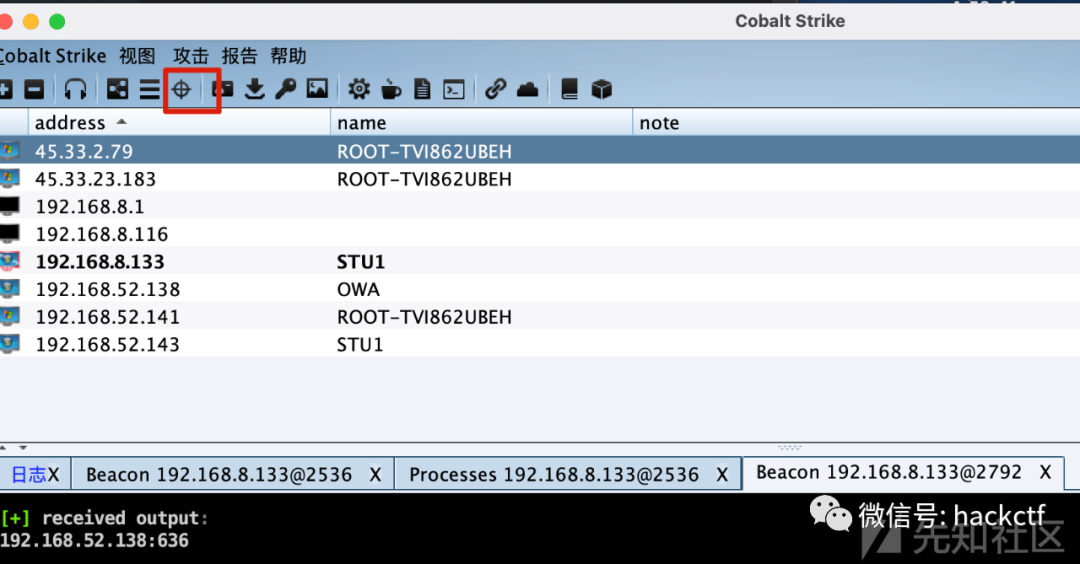 Cobalt Strike
Cobalt Strike 视图 攻击 报告 帮助
address name note
45.33.2.79 ROOT-TVI862UBEH
45.33.23.183 ROOT-TVI862UBEH
192.168.8.1
192.168.8.116
192.168.8.133 STU1
192.168.52.138 OWA
192.168.52.141 ROOT-TVI862UBEH
192.168.52.143 STU1
日志X Beacon 192.168.8.133@2536 X Processes 192.168.8.133@2536 X Beacon 192.168.8.133@2792 X
[+] received output:
192.168.52.138:636
微信号: hackctf
先知社区